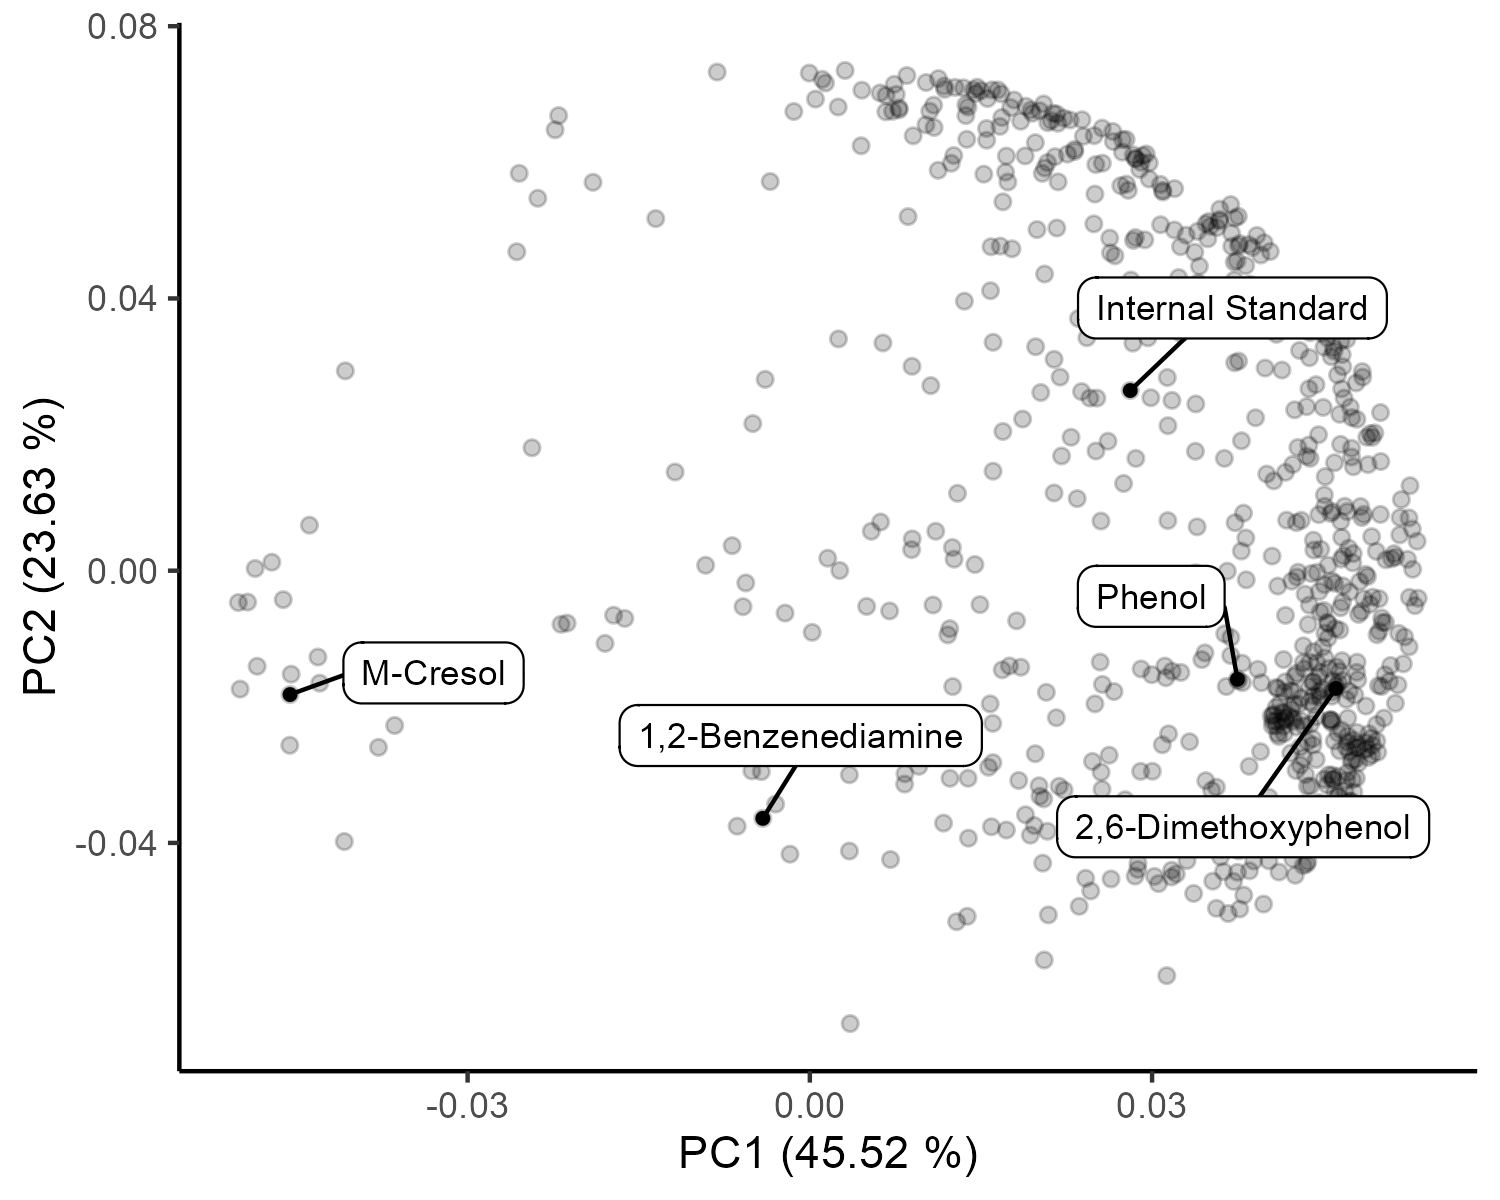 0.08
0.04
0.00
-0.04
PC2 (23.63 %)
Internal Standard
Phenol
M-Cresol
1,2-Benzenediamine
2,6-Dimethoxyphenol
-0.03
0.00
0.03
PC1 (45.52 %)